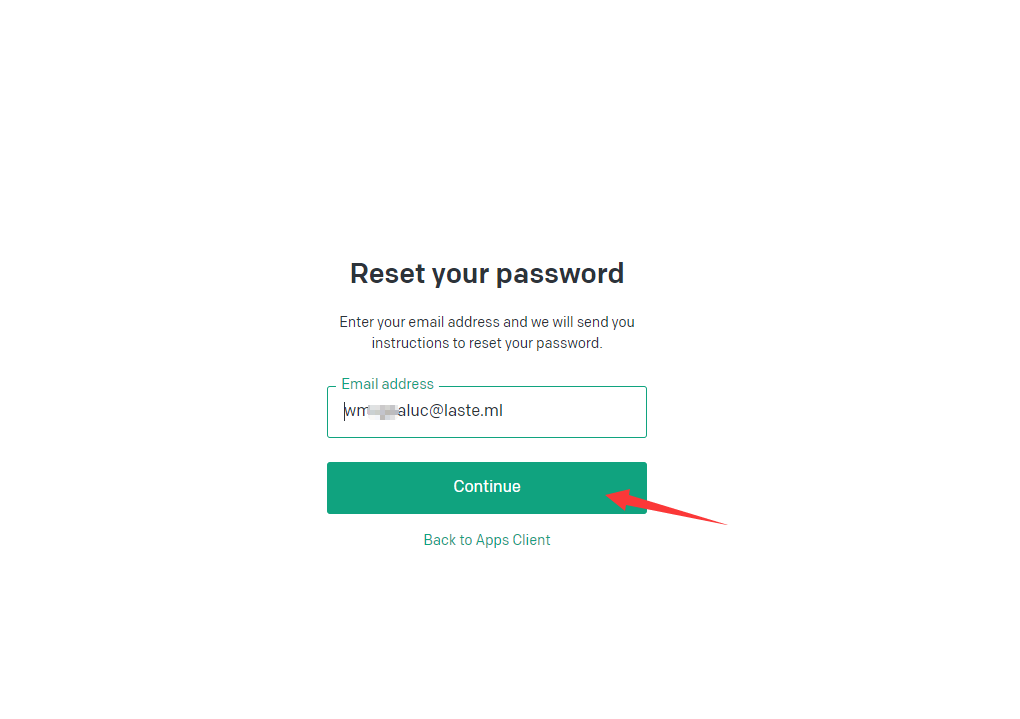 Reset your password
Enter your email address and we will send you
instructions to reset your password.
Email address
wm aluc@laste.ml
Continue
Back to Apps Client